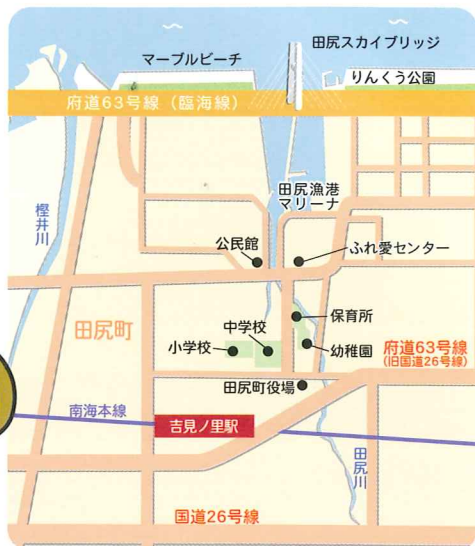 田尻スカイブリッジ
マーブルビーチ
りんくう公園
府道63号線（臨海線）
田尻漁港
マリーナ
樫井川
公民館
ふれ愛センター
保育所
田尻町
中学校
小学校
幼稚園
府道63号線
(旧国道26号線)
田尻町役場
南海本線
吉見ノ里駅
田尻川
国道26号線